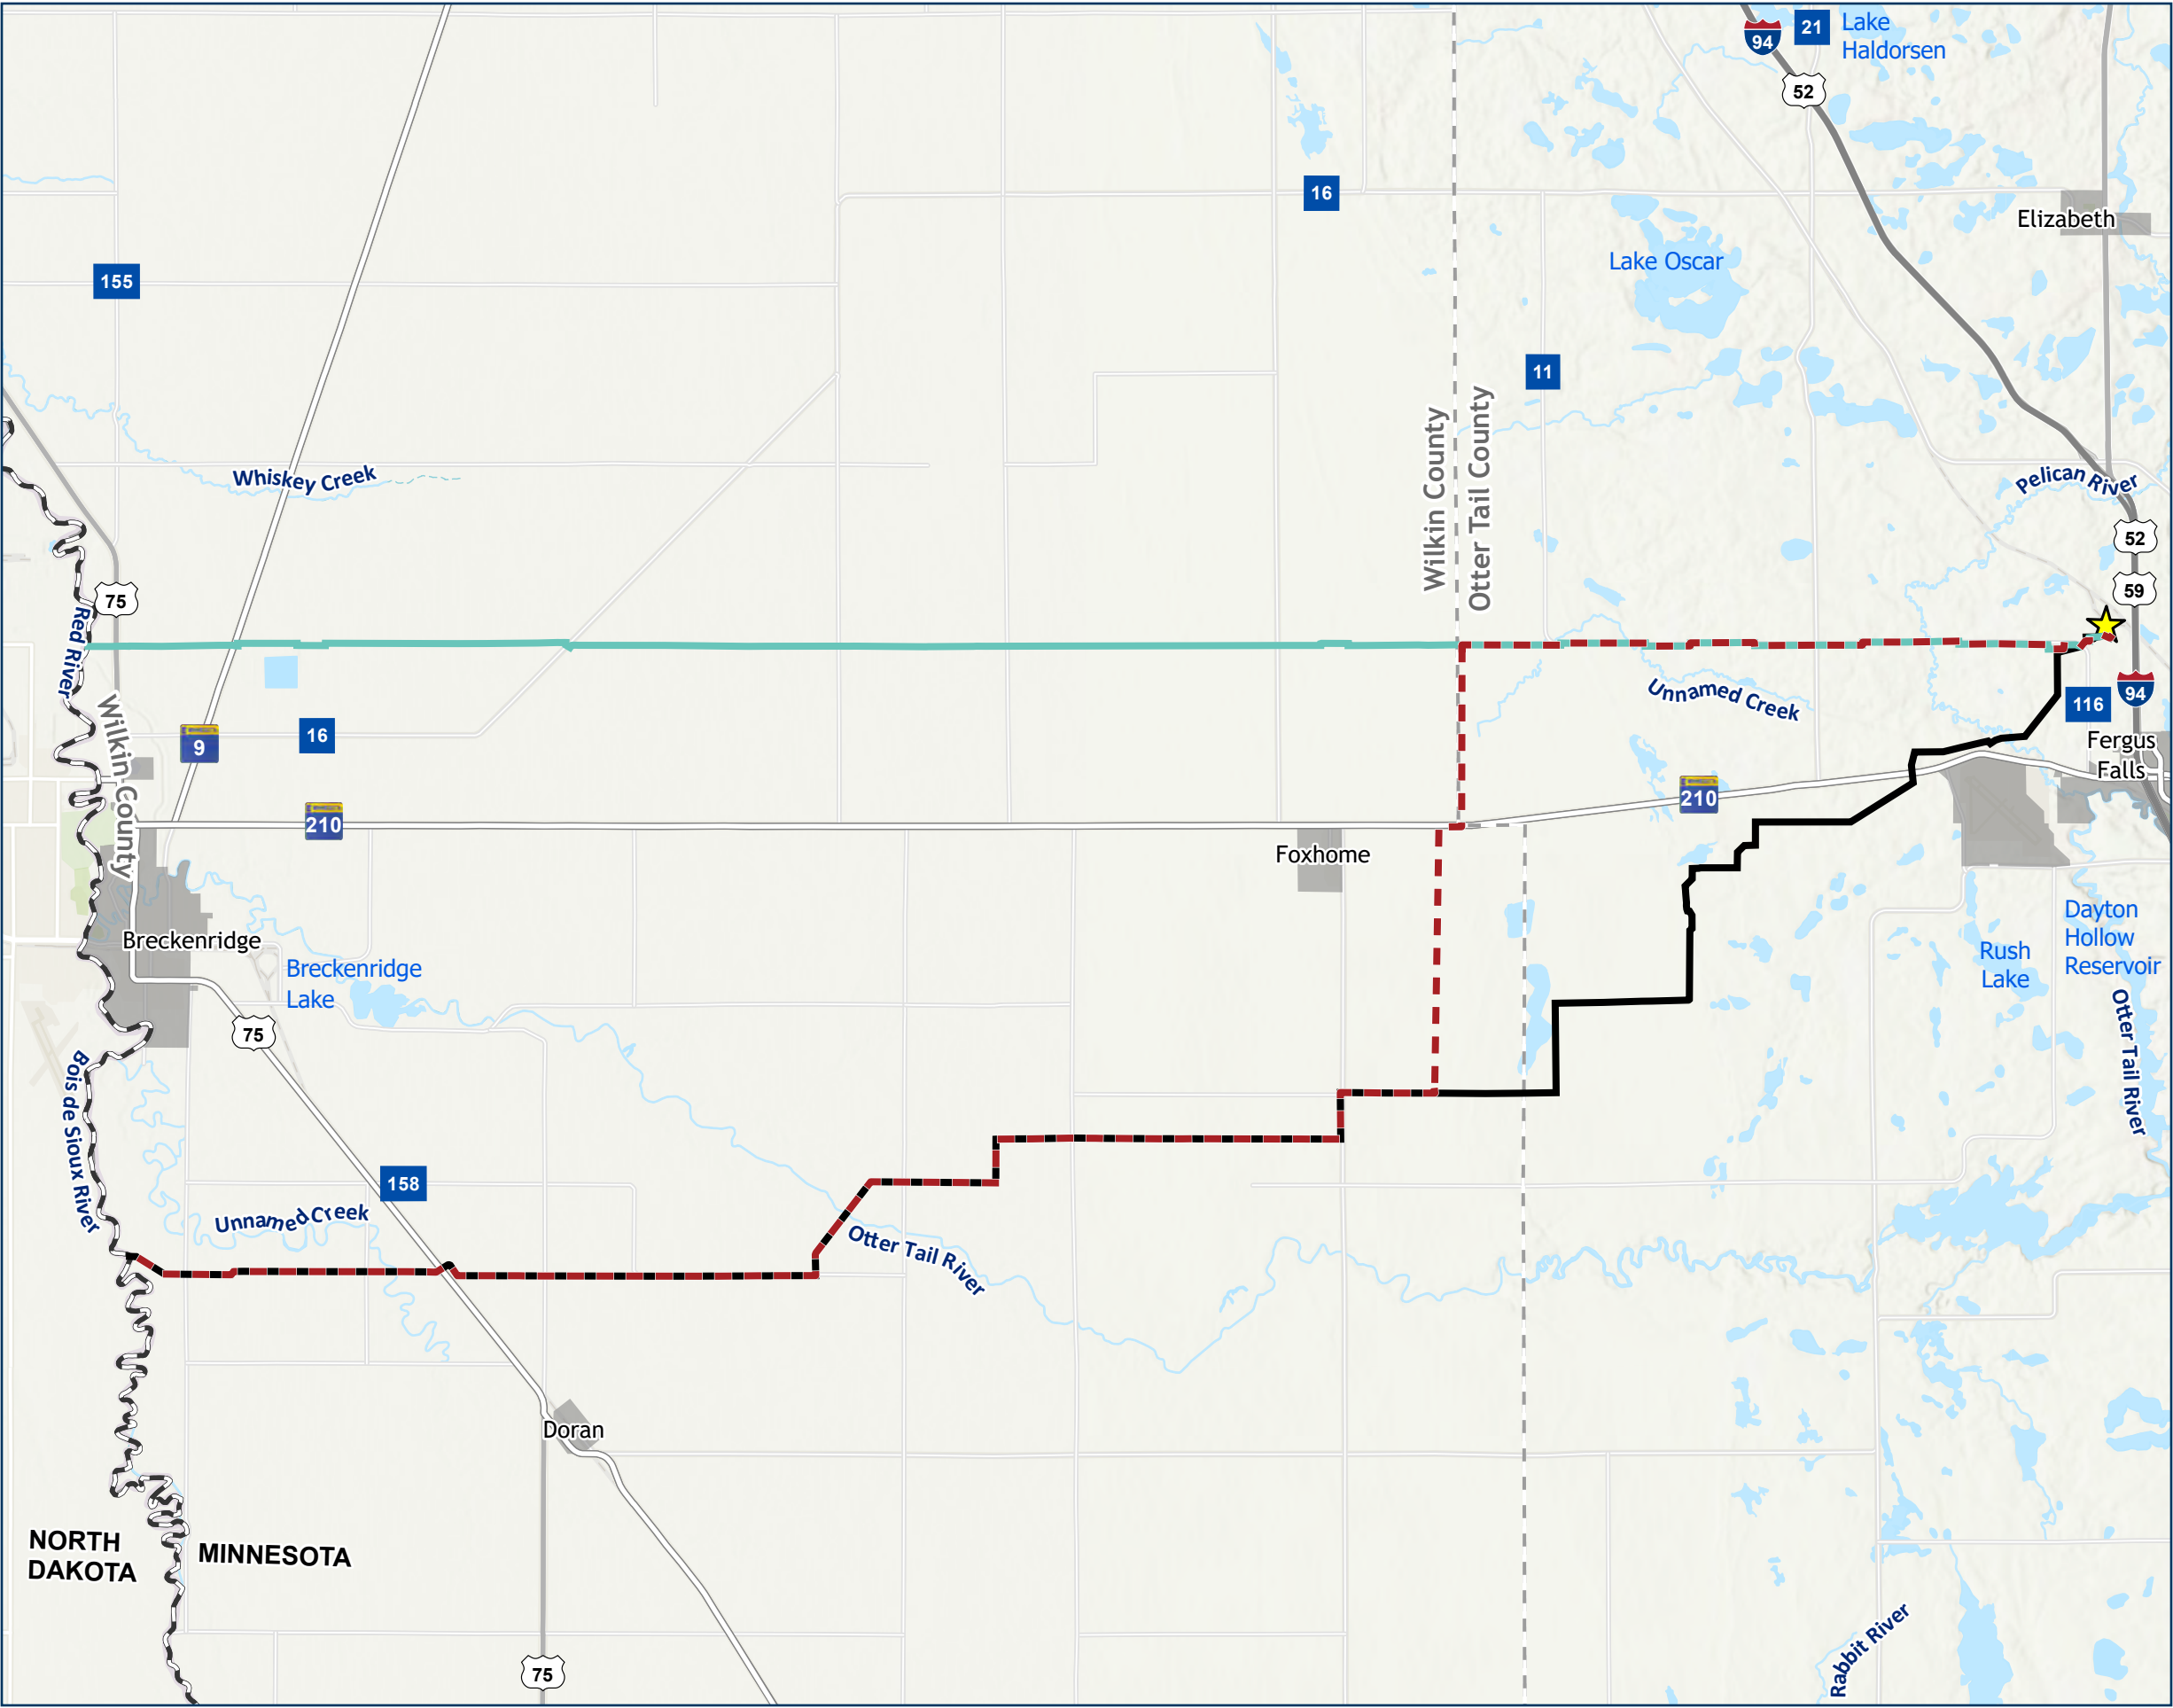 94
21
Lake
Haldorsen
52
16
Elizabeth
155
Lake Oscar
11
Wilkin County
Otter Tail County
Whiskey Creek
Pelican River
52
75
59
Red River
Unnamed Creek
94
116
Wilkin County
9
16
Fergus
Falls
210
210
Foxhome
Breckenridge
Dayton
Hollow
Reservoir
Rush
Lake
Breckenridge
Lake
75
Otter Tail River
Bois de Sioux River
158
Unnamed Creek
Otter Tail River
Doran
NORTH
DAKOTA
MINNESOTA
75
Rabbit River